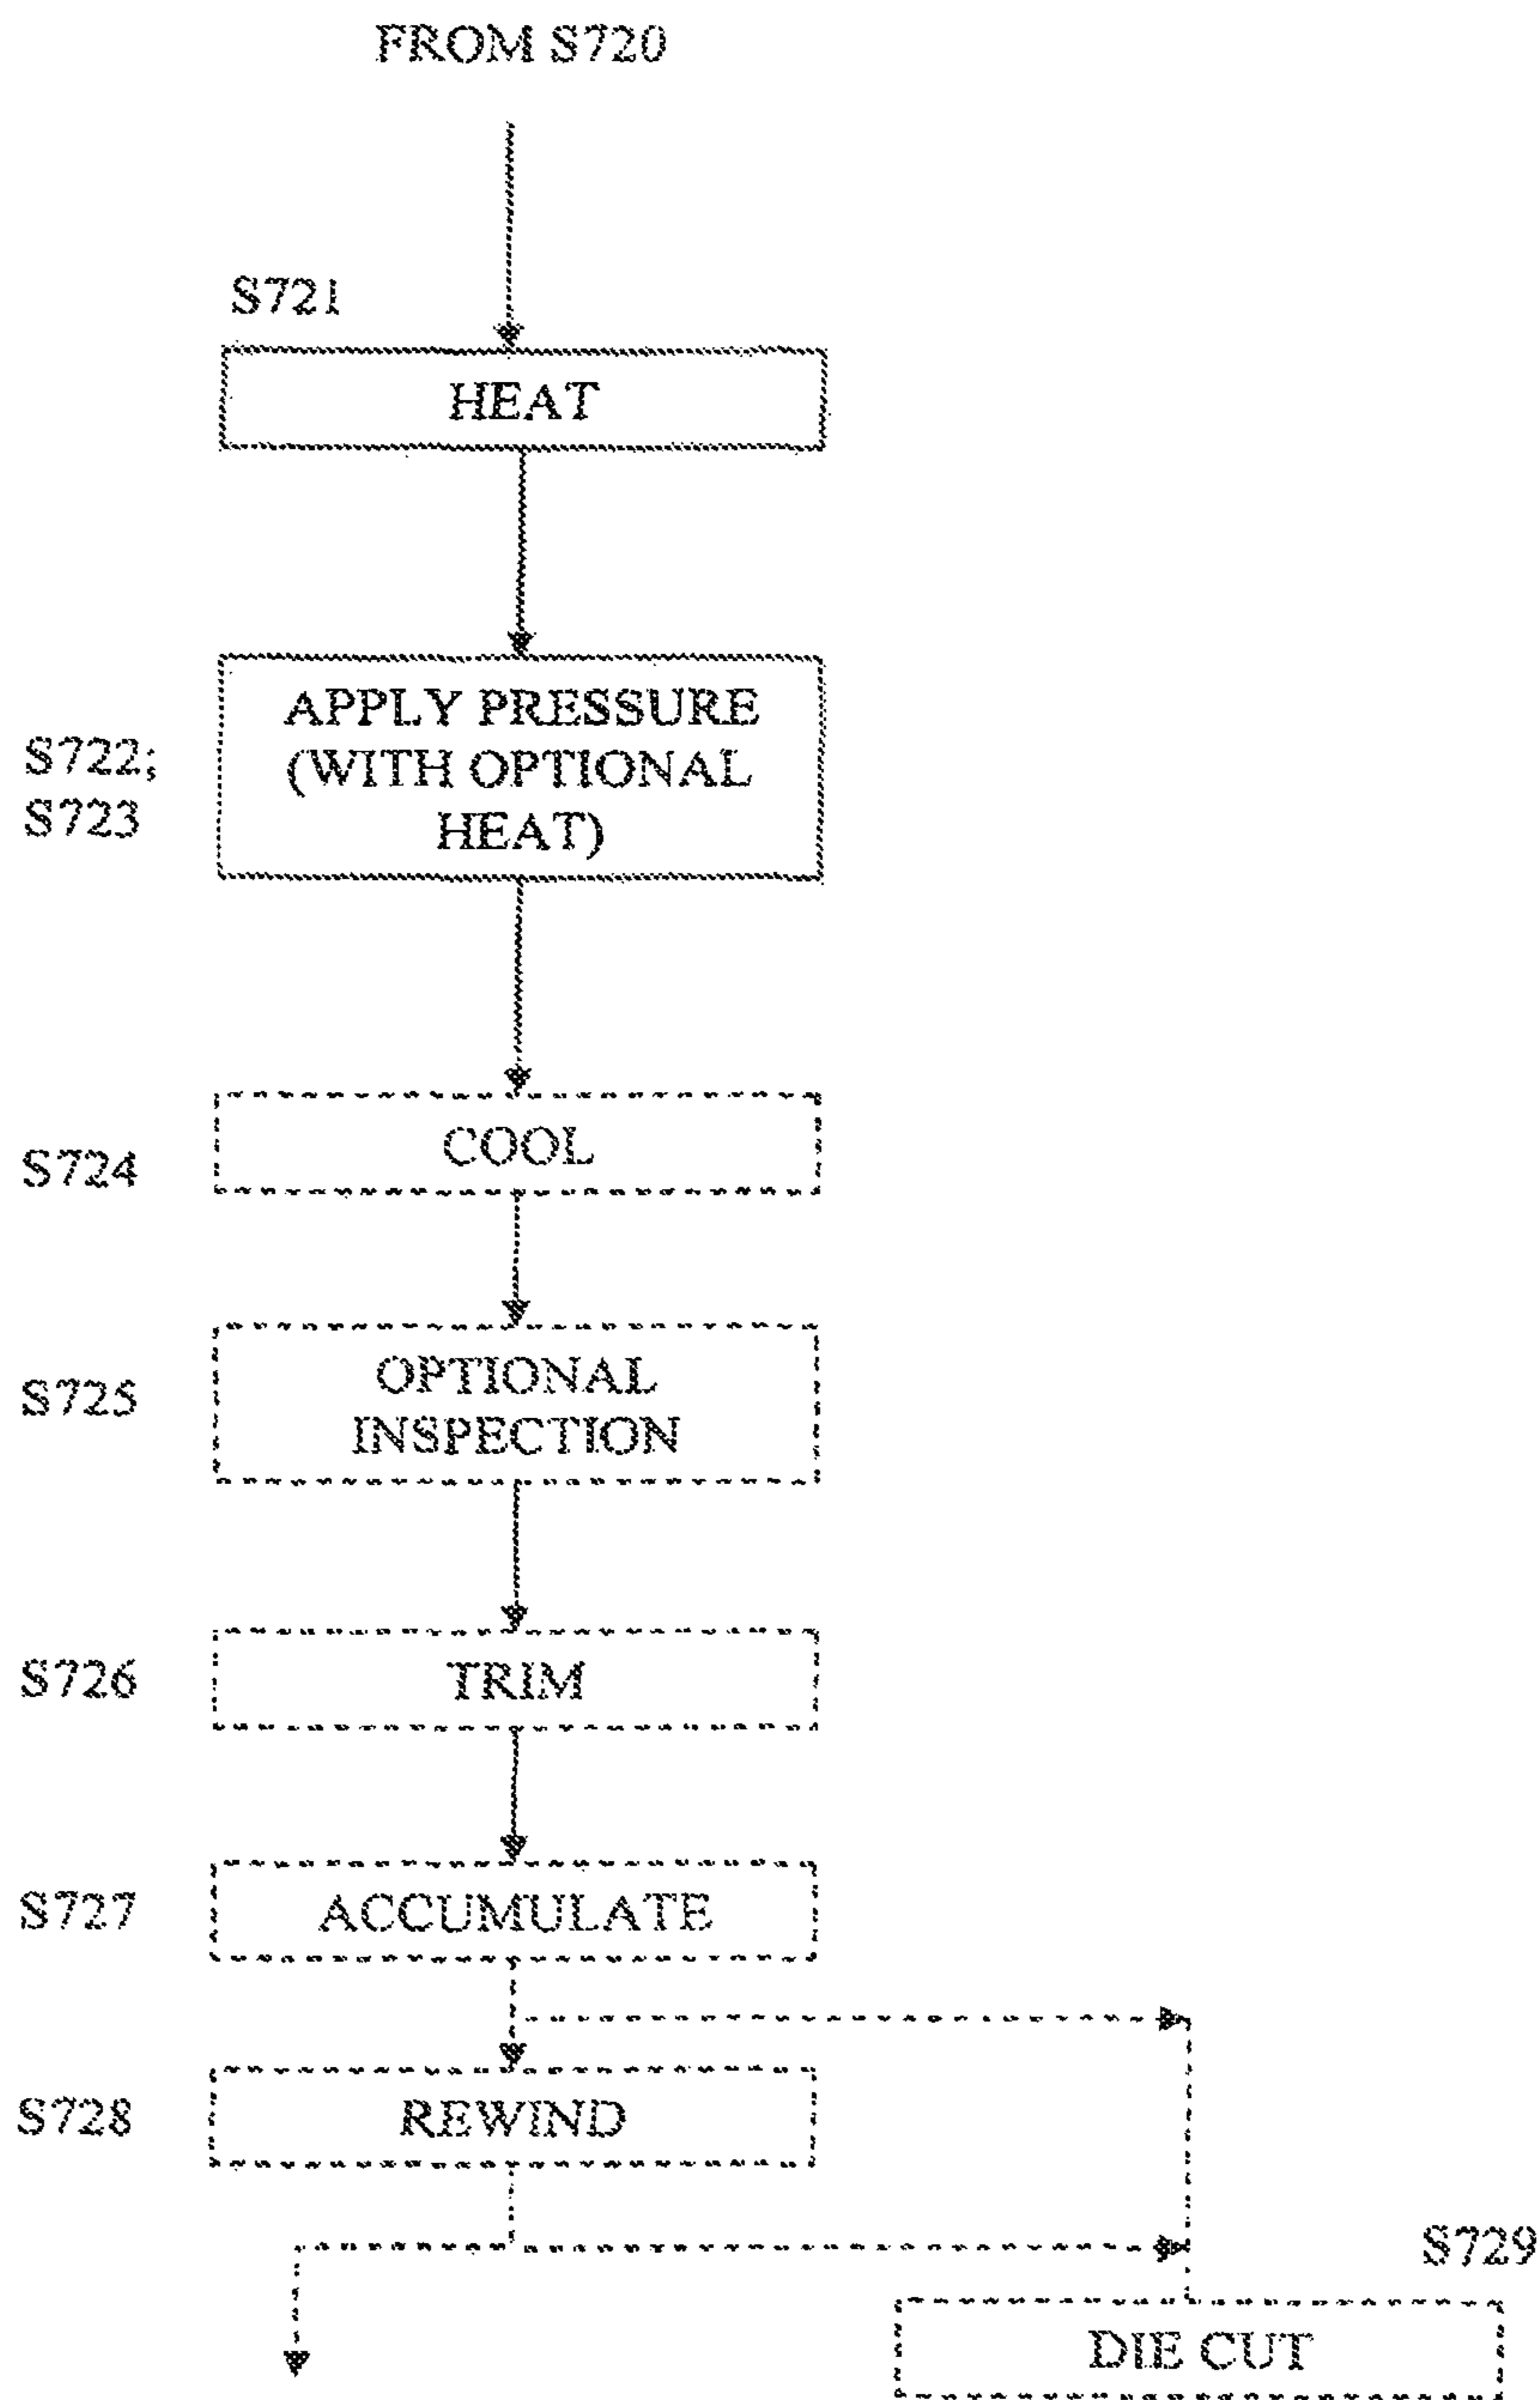 FROM S720
S721
HEAT
S722;
S723
APPLY PRESSURE
(WITH OPTIONAL
HEAT)
S724
COOL
S725
OPTIONAL
INSPECTION
S726
TRIM
S727
ACCUMULATE
S728
REWIND
S729
DIE CUT